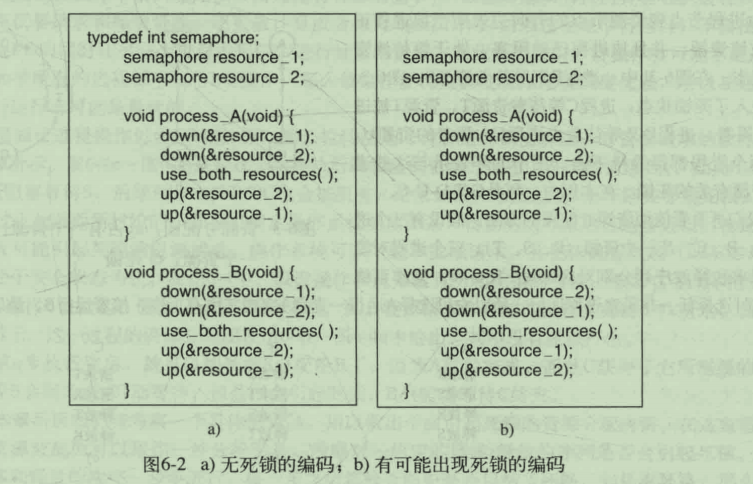 typedef int semaphore;
semaphore resource_1;
semaphore resource_2;
void process_A(void) {
down(&resource_1);
down(&resource_2);
use_both_resources( );
up(&resource_2);
up(&resource_1);
}
void process_B(void) {
down(&resource_1);
down(&resource_2);
use_both_resources( );
up(&resource_2);
up(&resource_1);
}
a)
semaphore resource_1;
semaphore resource_2;
void process_A(void) {
down(&resource_1);
down(&resource_2);
use_both_resources( );
up(&resource_2);
up(&resource_1);
}
void process_B(void) {
down(&resource_2);
down(&resource_1);
use_both_resources( );
up(&resource_1);
up(&resource_2);
}
b)
图6-2 a) 无死锁的编码；b) 有可能出现死锁的编码